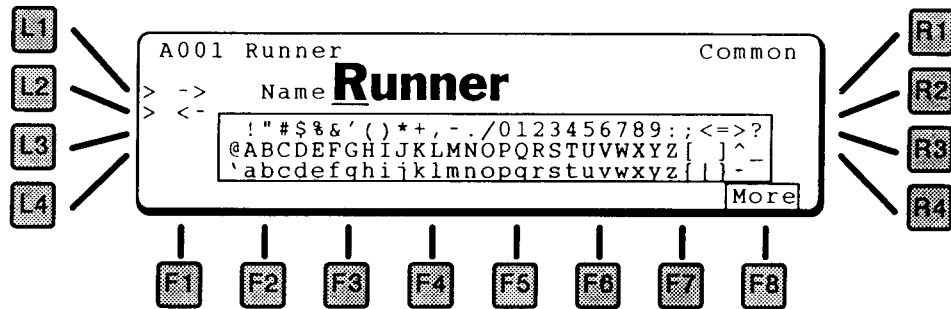 L1
L2
L3
L4
A001 Runner Common
> -> Name Runner
> <-
!"#$%&'()*+,-./0123456789:;<=>?
@ABCDEFGHIJKLMNOPQRSTUVWXYZ[ ]^_
`abcdefghijklmnopqrstuvwxyz{|}-
More
R1
R2
R3
R4
F1 F2 F3 F4 F5 F6 F7 F8